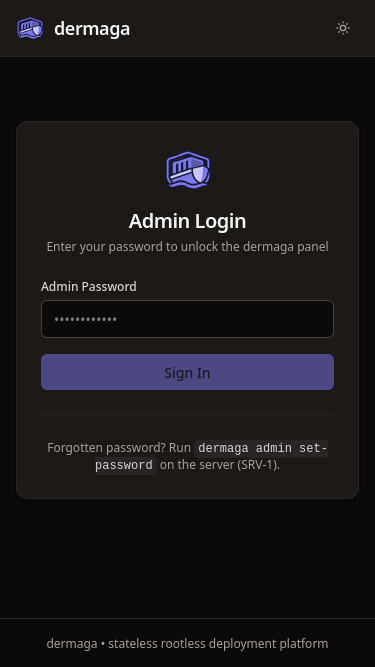 dermaga
Admin Login
Enter your password to unlock the dermaga panel
Admin Password
••••••••••••
Sign In
Forgotten password? Run dermaga admin set-
password on the server (SRV-1).
dermaga • stateless rootless deployment platform